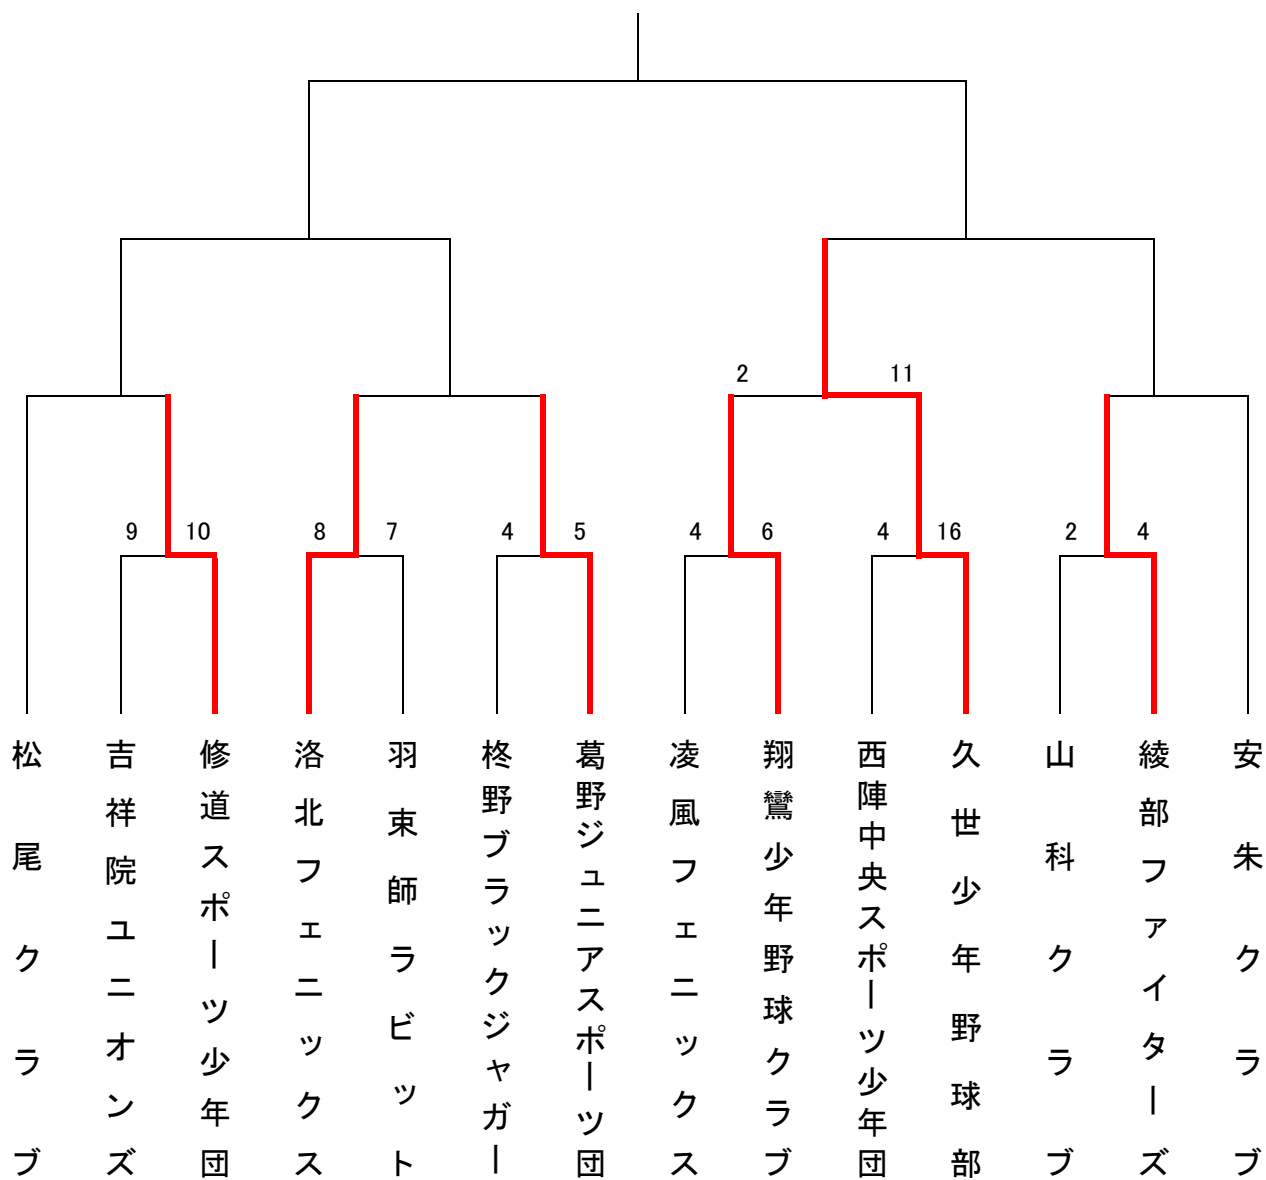 2 11
9 10 8 7 4 5 4 6 4 16 2 4
松尾クラブ
吉祥院ユニオンズ
修道スポーツ少年団
洛北フェニックス
羽束師ラビット
柊野ブラックジャガー
葛野ジュニアスポーツ団
凌風フェニックス
翔鸞少年野球クラブ
西陣中央スポーツ少年団
久世少年野球部
山科クラブ
綾部ファイターズ
安朱クラブ